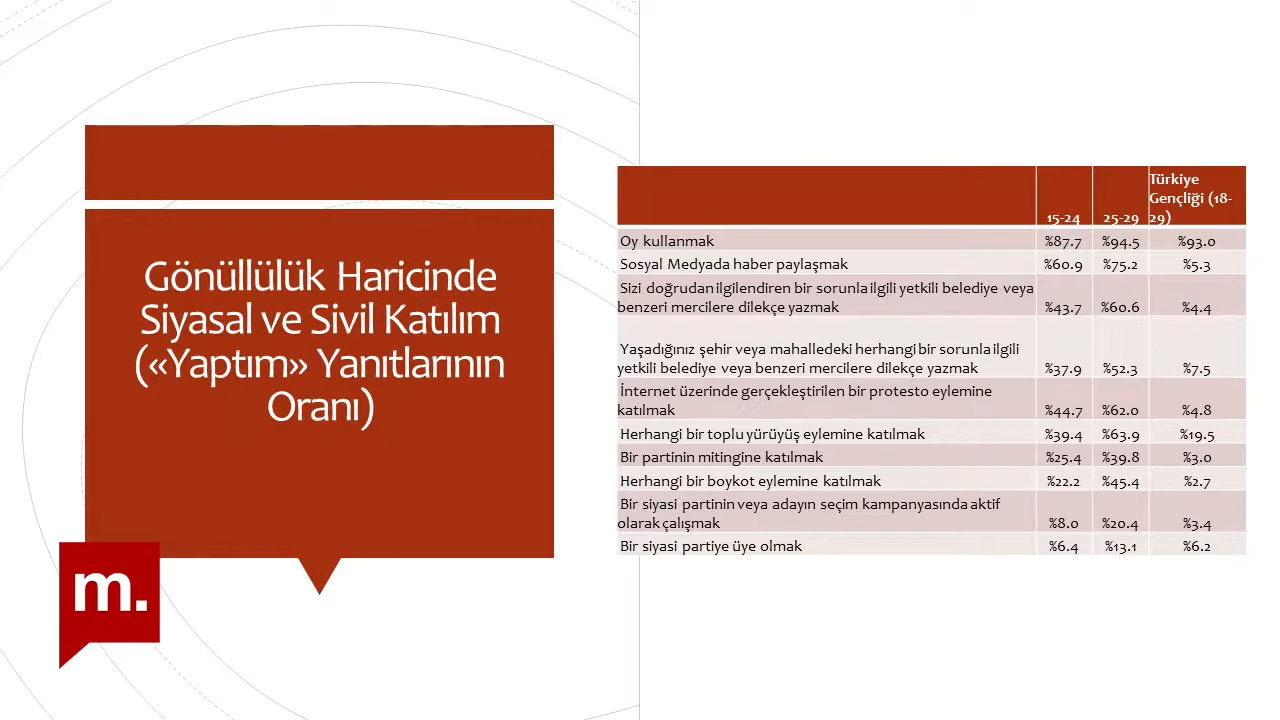 Gönüllülük Haricinde
Siyasal ve Sivil Katılım
(«Yaptım» Yanıtlarının
Oranı)
m.
15-24 25-29 Türkiye Gençliği (18-29)
Oy kullanmak %87.7 %94.5 %93.0
Sosyal Medyada haber paylaşmak %60.9 %75.2 %5.3
Sizi doğrudan ilgilendiren bir sorunla ilgili yetkili belediye veya
benzeri mercilere dilekçe yazmak %43.7 %60.6 %4.4
Yaşadığınız şehir veya mahalledeki herhangi bir sorunla ilgili
yetkili belediye veya benzeri mercilere dilekçe yazmak %37.9 %52.3 %7.5
İnternet üzerinde gerçekleştirilen bir protesto eylemine
katılmak %44.7 %62.0 %4.8
Herhangi bir toplu yürüyüş eylemine katılmak %39.4 %63.9 %19.5
Bir partinin mitingine katılmak %25.4 %39.8 %3.0
Herhangi bir boykot eylemine katılmak %22.2 %45.4 %2.7
Bir siyasi partinin veya adayın seçim kampanyasında aktif
olarak çalışmak %8.0 %20.4 %3.4
Bir siyasi partiye üye olmak %6.4 %13.1 %6.2